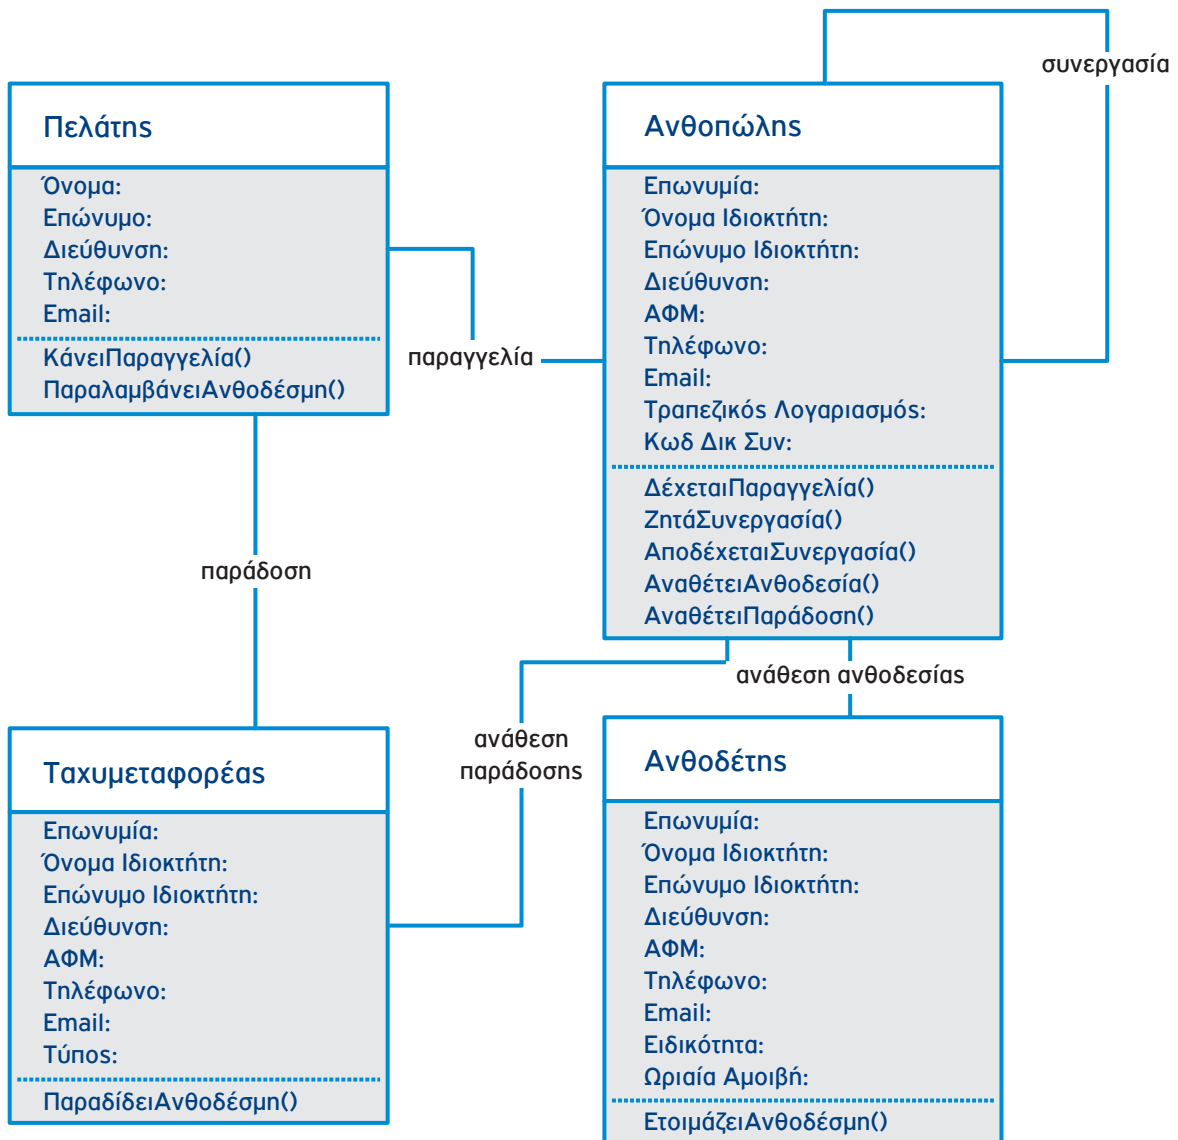 συνεργασία
Πελάτης
Όνομα:
Επώνυμο:
Διεύθυνση:
Τηλέφωνο:
Email:
ΚάνειΠαραγγελία()
ΠαραλαμβάνειΑνθοδέσμη()
παραγγελία
Ανθοπώλης
Επωνυμία:
Όνομα Ιδιοκτήτη:
Επώνυμο Ιδιοκτήτη:
Διεύθυνση:
ΑΦΜ:
Τηλέφωνο:
Email:
Τραπεζικός Λογαριασμός:
Κωδ Δικ Συν:
ΔέχεταιΠαραγγελία()
ΖητάΣυνεργασία()
ΑποδέχεταιΣυνεργασία()
ΑναθέτειΑνθοδεσία()
ΑναθέτειΠαράδοση()
παράδοση
ανάθεση ανθοδεσίας
ανάθεση
παράδοσης
Ταχυμεταφορέας
Επωνυμία:
Όνομα Ιδιοκτήτη:
Επώνυμο Ιδιοκτήτη:
Διεύθυνση:
ΑΦΜ:
Τηλέφωνο:
Email:
Τύπος:
ΠαραδίδειΑνθοδέσμη()
Ανθοδέτης
Επωνυμία:
Όνομα Ιδιοκτήτη:
Επώνυμο Ιδιοκτήτη:
Διεύθυνση:
ΑΦΜ:
Τηλέφωνο:
Email:
Ειδικότητα:
Ωριαία Αμοιβή:
ΕτοιμάζειΑνθοδέσμη()